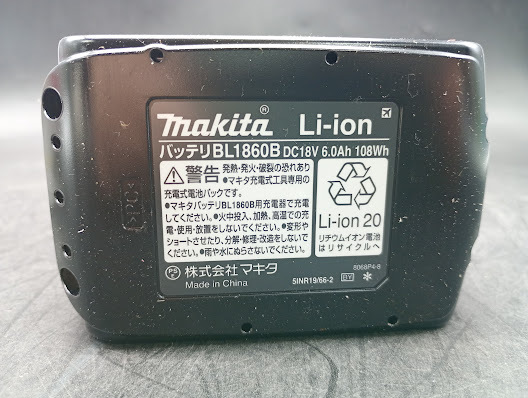 makita® Li-ion
バッテリBL1860B DC18V 6.0Ah 108Wh
警告 発熱・発火・破裂の恐れあり
●マキタ充電式工具専用の
充電式電池パックです。
●マキタバッテリBL1860B用充電器で充電
してください。●火中投入、加熱、高温での充
電・使用・放置をしないでください。●変形や
ショートさせたり、分解・修理・改造をしないで
ください。●雨や水にぬらさないでください。
Li-ion 20
リチウムイオン電池
はリサイクルへ
PS
E
株式会社マキタ
Made in China
5INR19/66-2
BY
8068P4-8